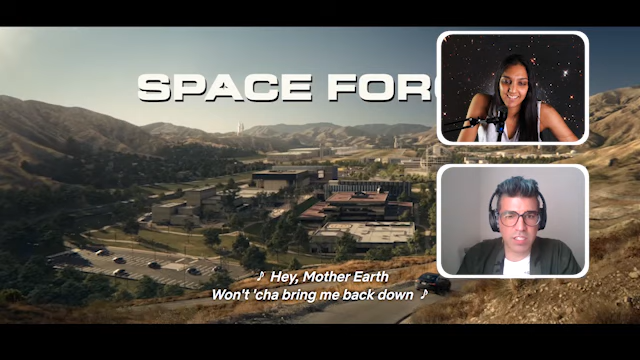 SPACE FOR
♪ Hey, Mother Earth
Won't 'cha bring me back down ♪